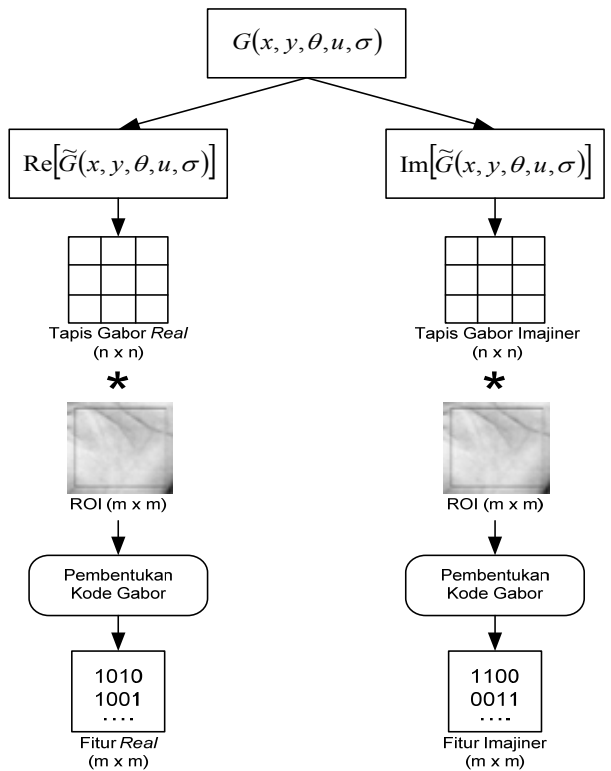 G(x, y, θ, u, σ)
Re[G̃(x, y, θ, u, σ)]
Im[G̃(x, y, θ, u, σ)]
Tapis Gabor Real
(n x n)
Tapis Gabor Imajiner
(n x n)
*
*
ROI (m x m)
ROI (m x m)
Pembentukan
Kode Gabor
Pembentukan
Kode Gabor
1010
1001
....
1100
0011
....
Fitur Real
(m x m)
Fitur Imajiner
(m x m)